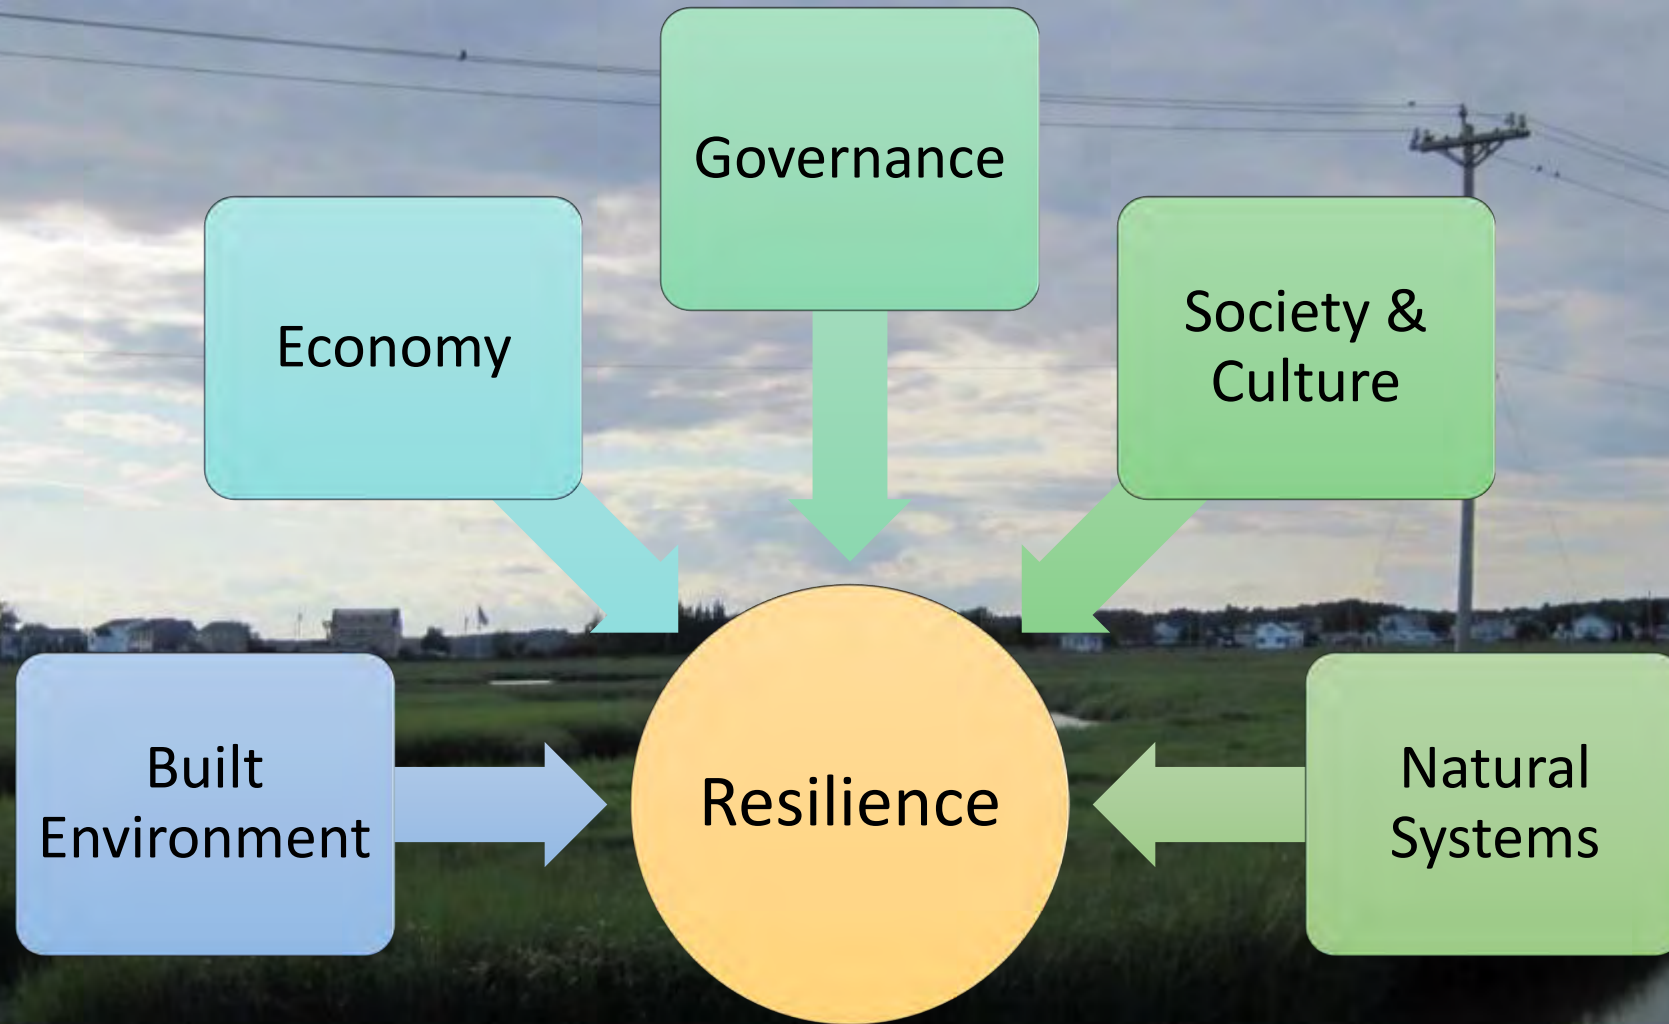 Governance
Economy
Society &
Culture
Built
Environment
Resilience
Natural
Systems